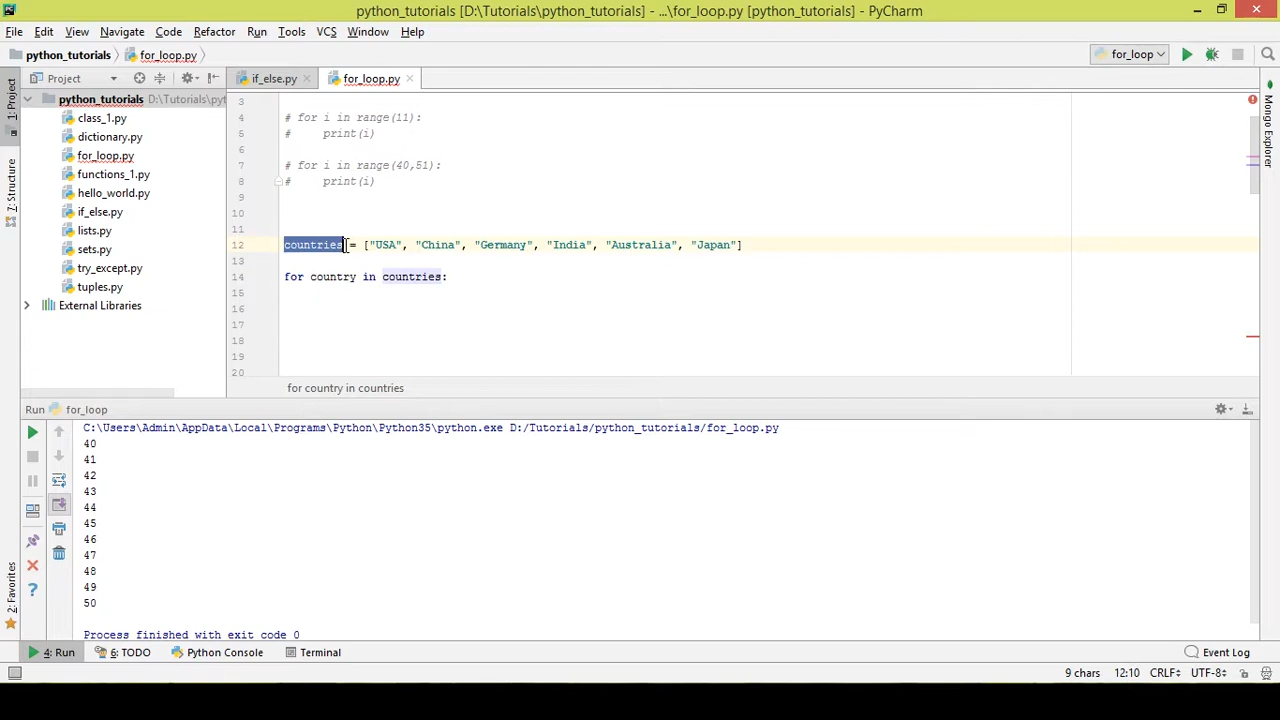 python_tutorials [D:\Tutorials\python_tutorials] - ...\for_loop.py [python_tutorials] - PyCharm
File Edit View Navigate Code Refactor Run Tools VCS Window Help
python_tutorials for_loop.py for_loop
Project if_else.py for_loop.py
1: Project
Structure
2: Favorites
Mongo Explorer
python_tutorials D:\Tutorials\pyt
class_1.py
dictionary.py
for_loop.py
functions_1.py
hello_world.py
if_else.py
lists.py
sets.py
try_except.py
tuples.py
External Libraries
3
4 # for i in range(11):
5 #     print(i)
6
7 # for i in range(40,51):
8 #     print(i)
9
10
11
12 countries = ["USA", "China", "Germany", "India", "Australia", "Japan"]
13
14 for country in countries:
15
16
17
18
19
20
for country in countries
Run for_loop
C:\Users\Admin\AppData\Local\Programs\Python\Python35\python.exe D:/Tutorials/python_tutorials/for_loop.py
40
41
42
43
44
45
46
47
48
49
50
Process finished with exit code 0
4: Run 6: TODO Python Console Terminal Event Log
9 chars 12:10 CRLF÷ UTF-8÷